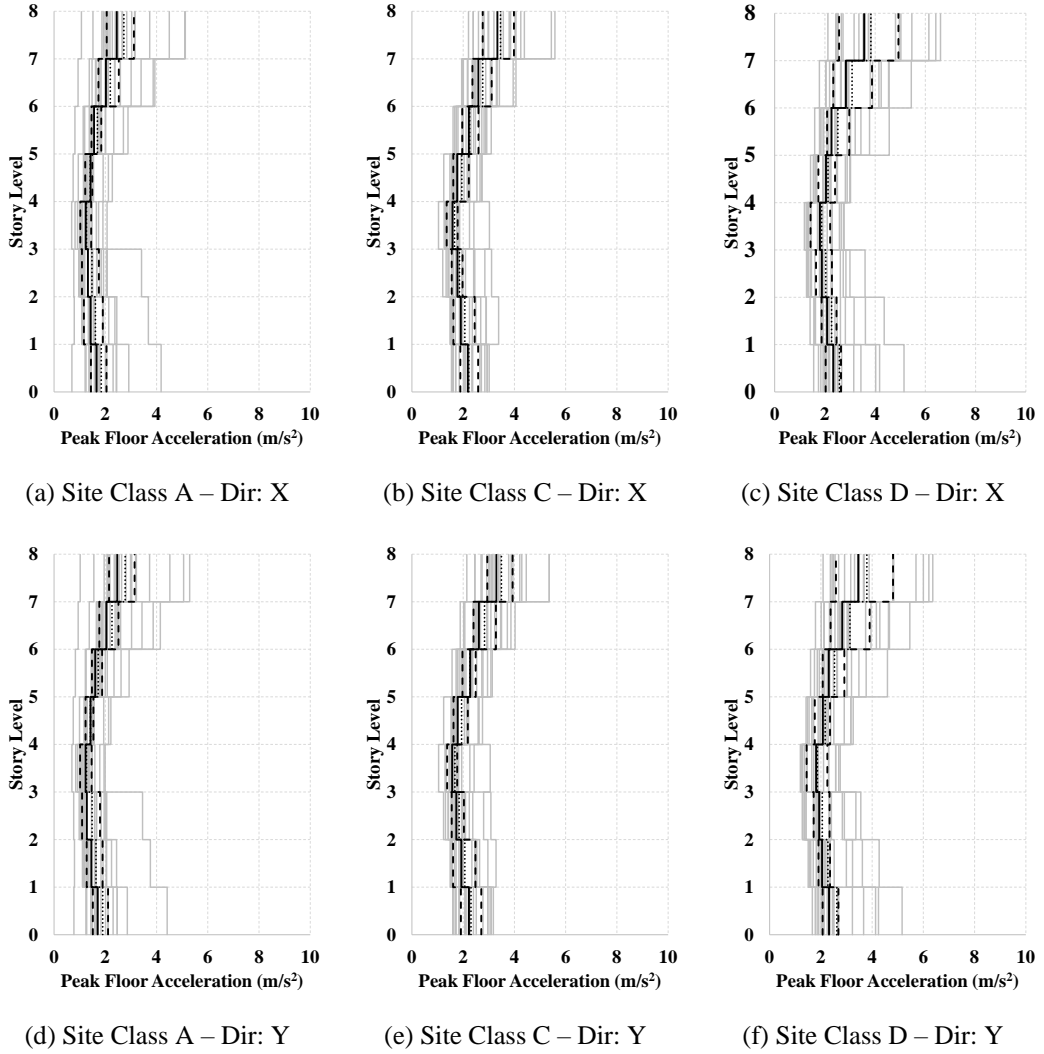 8
7
6
5
4
3
2
1
0
Story Level
0 2 4 6 8 10
Peak Floor Acceleration (m/s²)
(a) Site Class A – Dir: X
8
7
6
5
4
3
2
1
0
Story Level
0 2 4 6 8 10
Peak Floor Acceleration (m/s²)
(b) Site Class C – Dir: X
8
7
6
5
4
3
2
1
0
Story Level
0 2 4 6 8 10
Peak Floor Acceleration (m/s²)
(c) Site Class D – Dir: X
8
7
6
5
4
3
2
1
0
Story Level
0 2 4 6 8 10
Peak Floor Acceleration (m/s²)
(d) Site Class A – Dir: Y
8
7
6
5
4
3
2
1
0
Story Level
0 2 4 6 8 10
Peak Floor Acceleration (m/s²)
(e) Site Class C – Dir: Y
8
7
6
5
4
3
2
1
0
Story Level
0 2 4 6 8 10
Peak Floor Acceleration (m/s²)
(f) Site Class D – Dir: Y